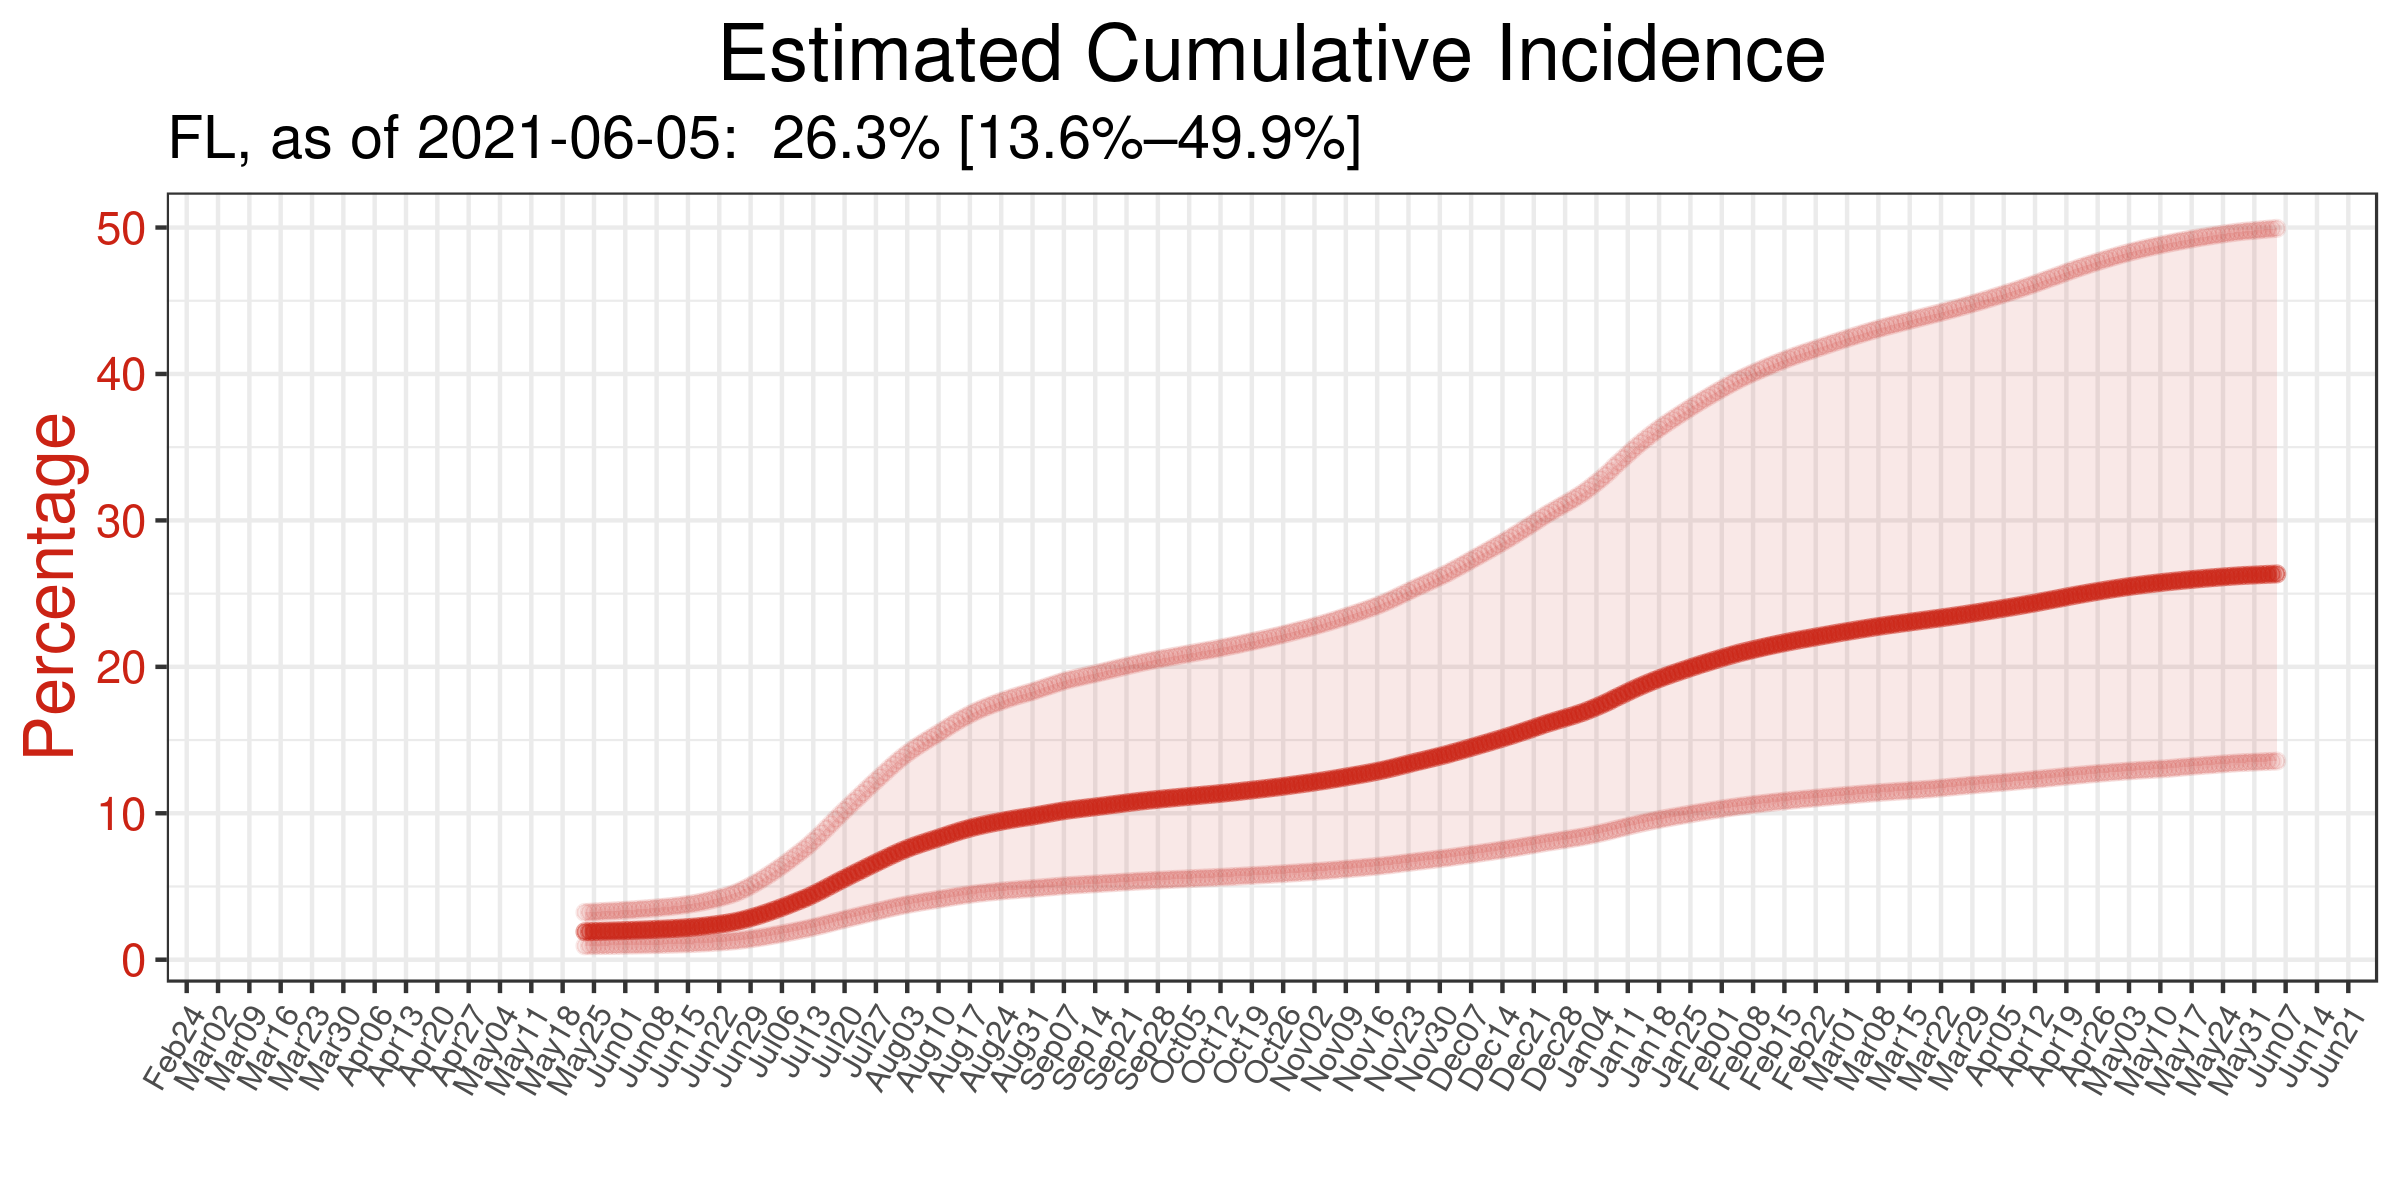 Estimated Cumulative Incidence
FL, as of 2021-06-05:  26.3% [13.6%–49.9%]
Percentage
50
40
30
20
10
0
Feb24
Mar02
Mar09
Mar16
Mar23
Mar30
Apr06
Apr13
Apr20
Apr27
May04
May11
May18
May25
Jun01
Jun08
Jun15
Jun22
Jun29
Jul06
Jul13
Jul20
Jul27
Aug03
Aug10
Aug17
Aug24
Aug31
Sep07
Sep14
Sep21
Sep28
Oct05
Oct12
Oct19
Oct26
Nov02
Nov09
Nov16
Nov23
Nov30
Dec07
Dec14
Dec21
Dec28
Jan04
Jan11
Jan18
Jan25
Feb01
Feb08
Feb15
Feb22
Mar01
Mar08
Mar15
Mar22
Mar29
Apr05
Apr12
Apr19
Apr26
May03
May10
May17
May24
May31
Jun07
Jun14
Jun21